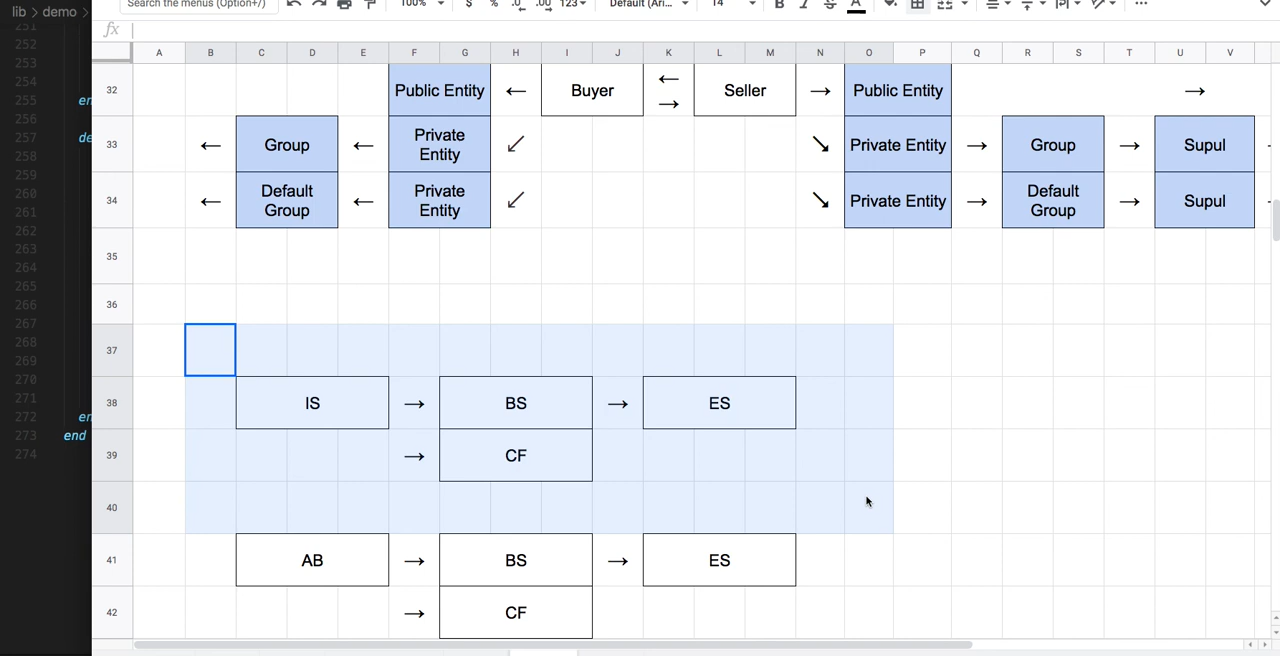 lib > demo >
Search the menus (Option+/)
100%
$
%
.0
.00
123
Default (Ari...
14
B
I
S
A
...
fx
A B C D E F G H I J K L M N O P Q R S T U V
251
252
253
254
255 en
256
257 de
258
259
260
261
262
263
264
265
266
267
268
269
270
271
272 en
273 end
274
32 Public Entity ← Buyer ← → Seller → Public Entity →
33 ← Group ← Private Entity ↙ ↘ Private Entity → Group → Supul
34 ← Default Group ← Private Entity ↙ ↘ Private Entity → Default Group → Supul
35
36
37
38 IS → BS → ES
39 → CF
40
41 AB → BS → ES
42 → CF